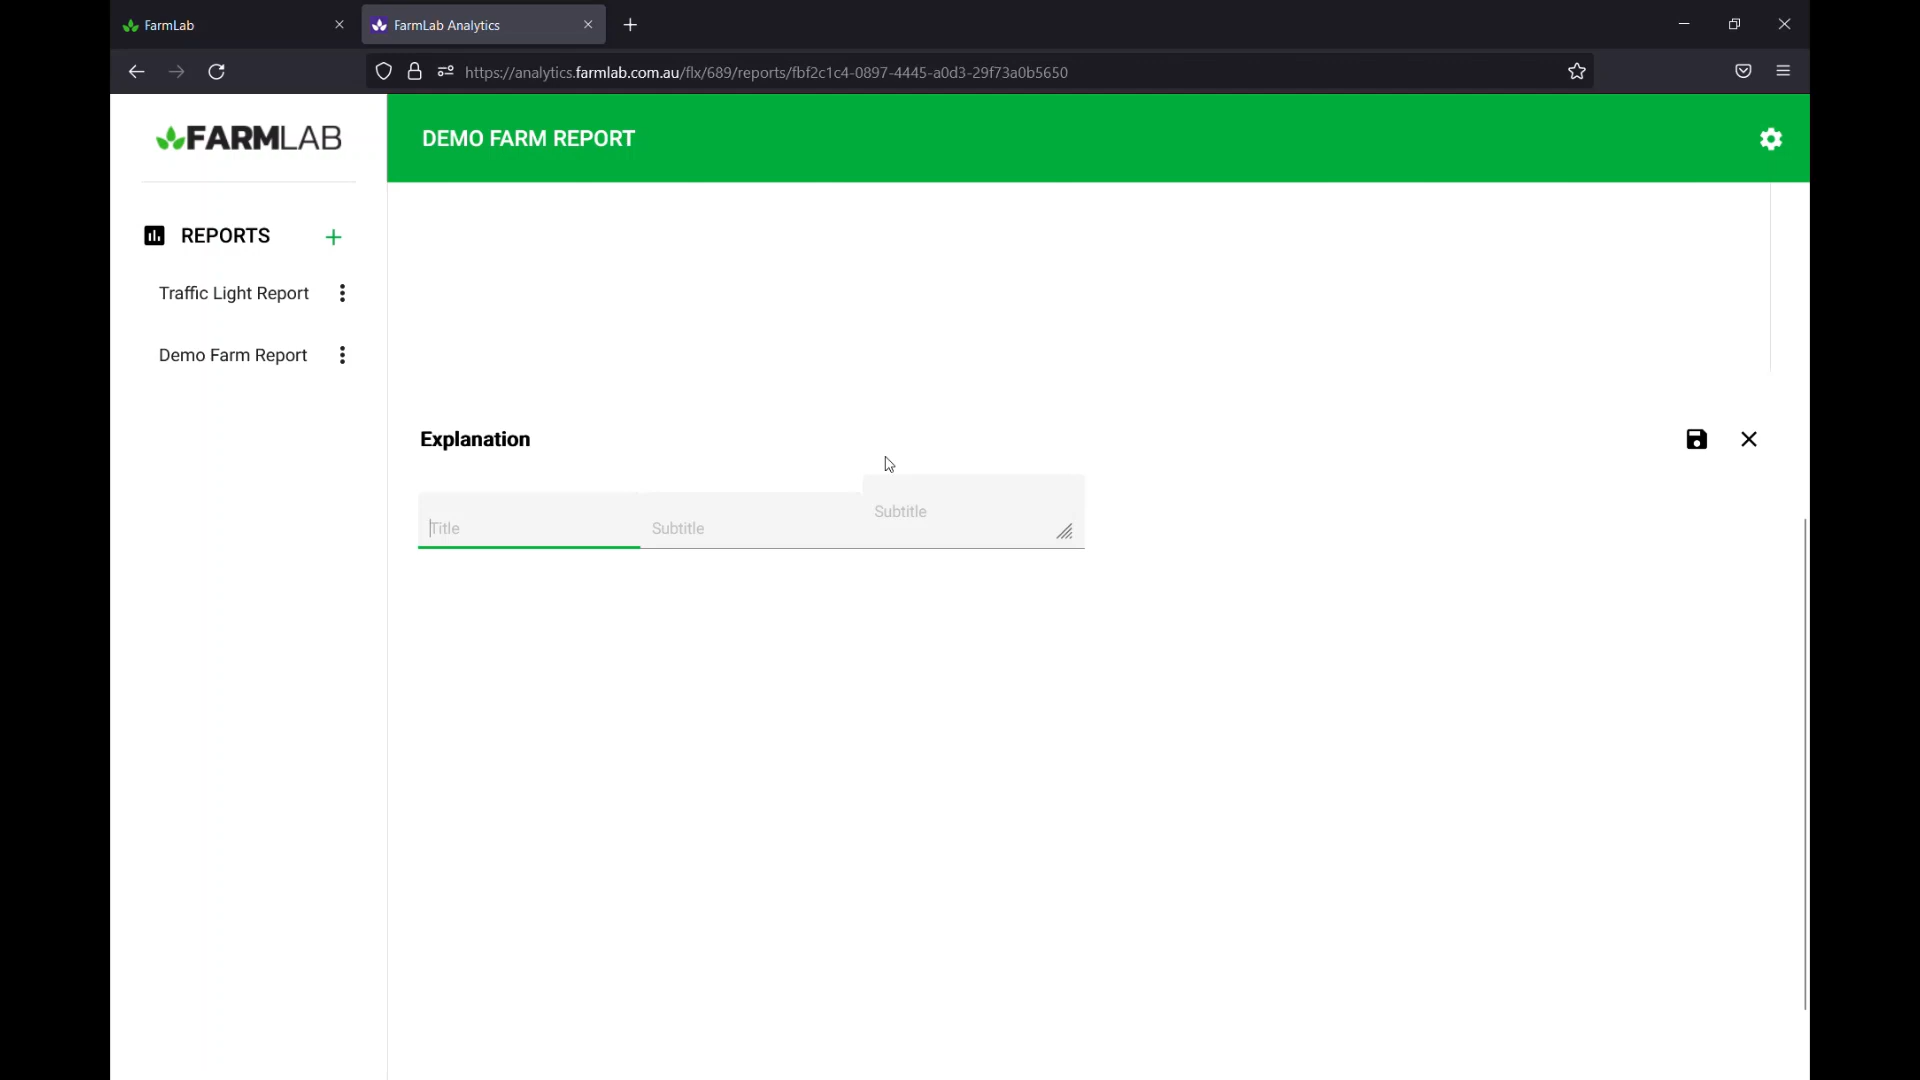 FarmLab
FarmLab Analytics
https://analytics.farmlab.com.au/flx/689/reports/fbf2c1c4-0897-4445-a0d3-29f73a0b5650
FARMLAB
DEMO FARM REPORT
REPORTS
Traffic Light Report
Demo Farm Report
Explanation
Title
Subtitle
Subtitle